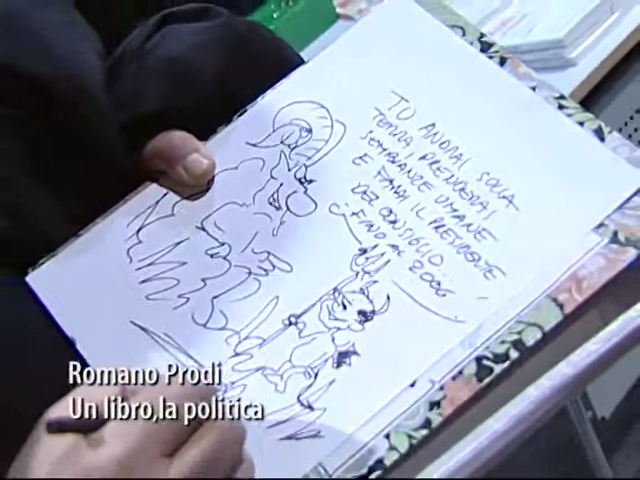 TU ANDRAI SULLA
TERRA, PRENDERAI
SEMBIANZE UMANE
E FARAI IL PRESIDENTE
DEL CONSIGLIO...
FINO AL 2006
Romano Prodi
Un libro,la politica